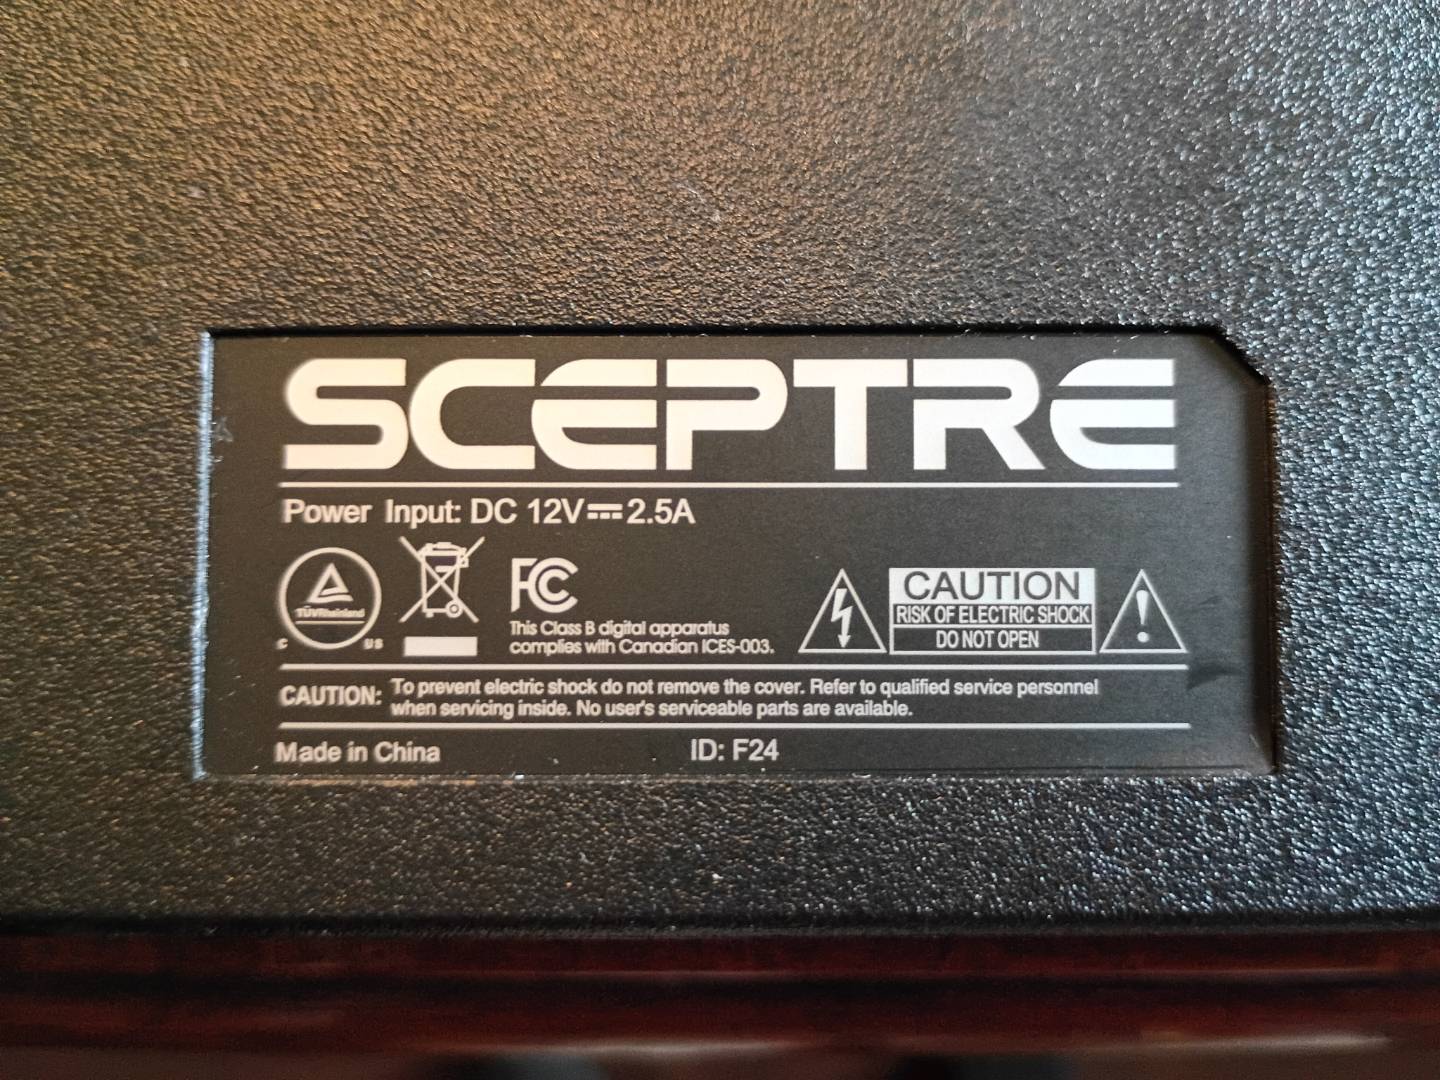 SCEPTRE
Power Input: DC 12V⎓2.5A
TÜVRheinland
C US
FC
This Class B digital apparatus
complies with Canadian ICES-003.
CAUTION
RISK OF ELECTRIC SHOCK
DO NOT OPEN
CAUTION: To prevent electric shock do not remove the cover. Refer to qualified service personnel
when servicing inside. No user's serviceable parts are available.
Made in China ID: F24